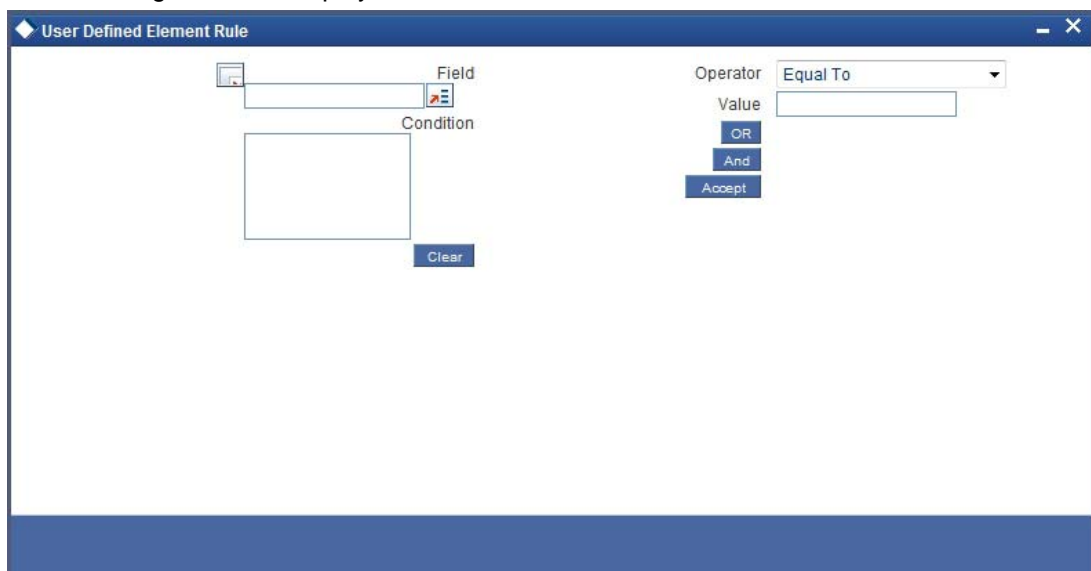 User Defined Element Rule
Field
Condition
Clear
Operator Equal To
Value
OR
And
Accept